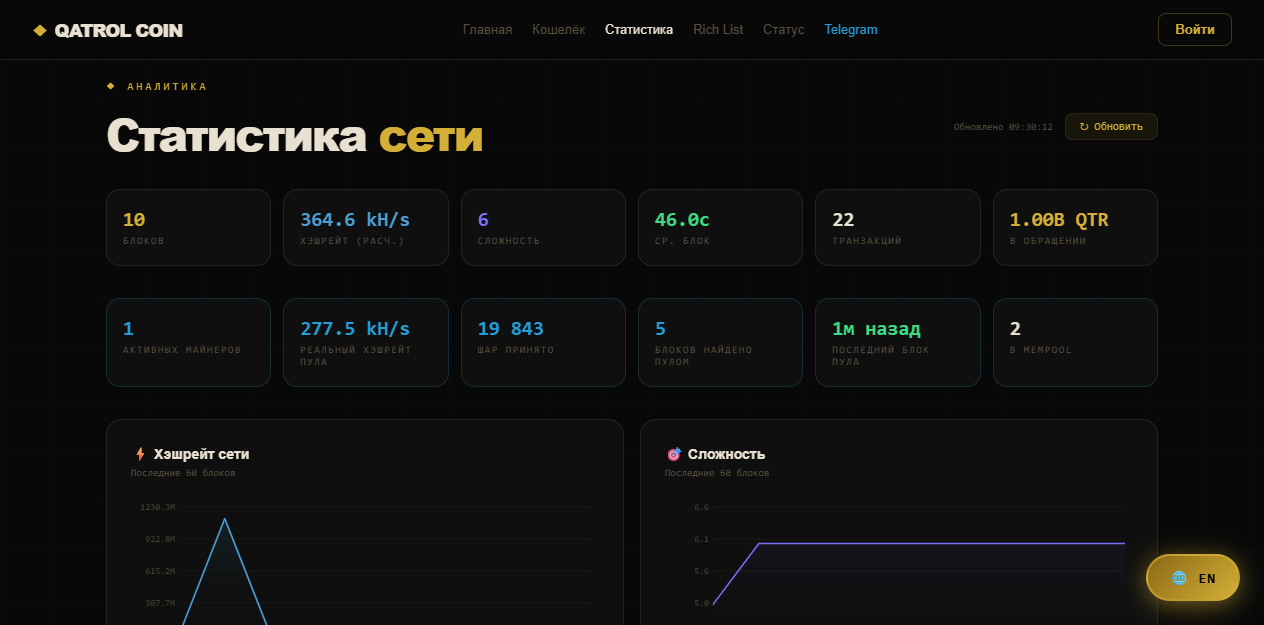 QATROL COIN
Главная Кошелёк Статистика Rich List Статус Telegram
Войти
АНАЛИТИКА
Статистика сети
Обновлено 09:30:12
↻ Обновить
10
БЛОКОВ
364.6 kH/s
ХЭШРЕЙТ (РАСЧ.)
6
СЛОЖНОСТЬ
46.0с
СР. БЛОК
22
ТРАНЗАКЦИЙ
1.00B QTR
В ОБРАЩЕНИИ
1
АКТИВНЫХ МАЙНЕРОВ
277.5 kH/s
РЕАЛЬНЫЙ ХЭШРЕЙТ
ПУЛА
19 843
ШАР ПРИНЯТО
5
БЛОКОВ НАЙДЕНО
ПУЛОМ
1м назад
ПОСЛЕДНИЙ БЛОК
ПУЛА
2
В MEMPOOL
Хэшрейт сети
Последние 60 блоков
1230.3M
922.8M
615.2M
307.7M
Сложность
Последние 60 блоков
6.6
6.1
5.6
5.0
EN